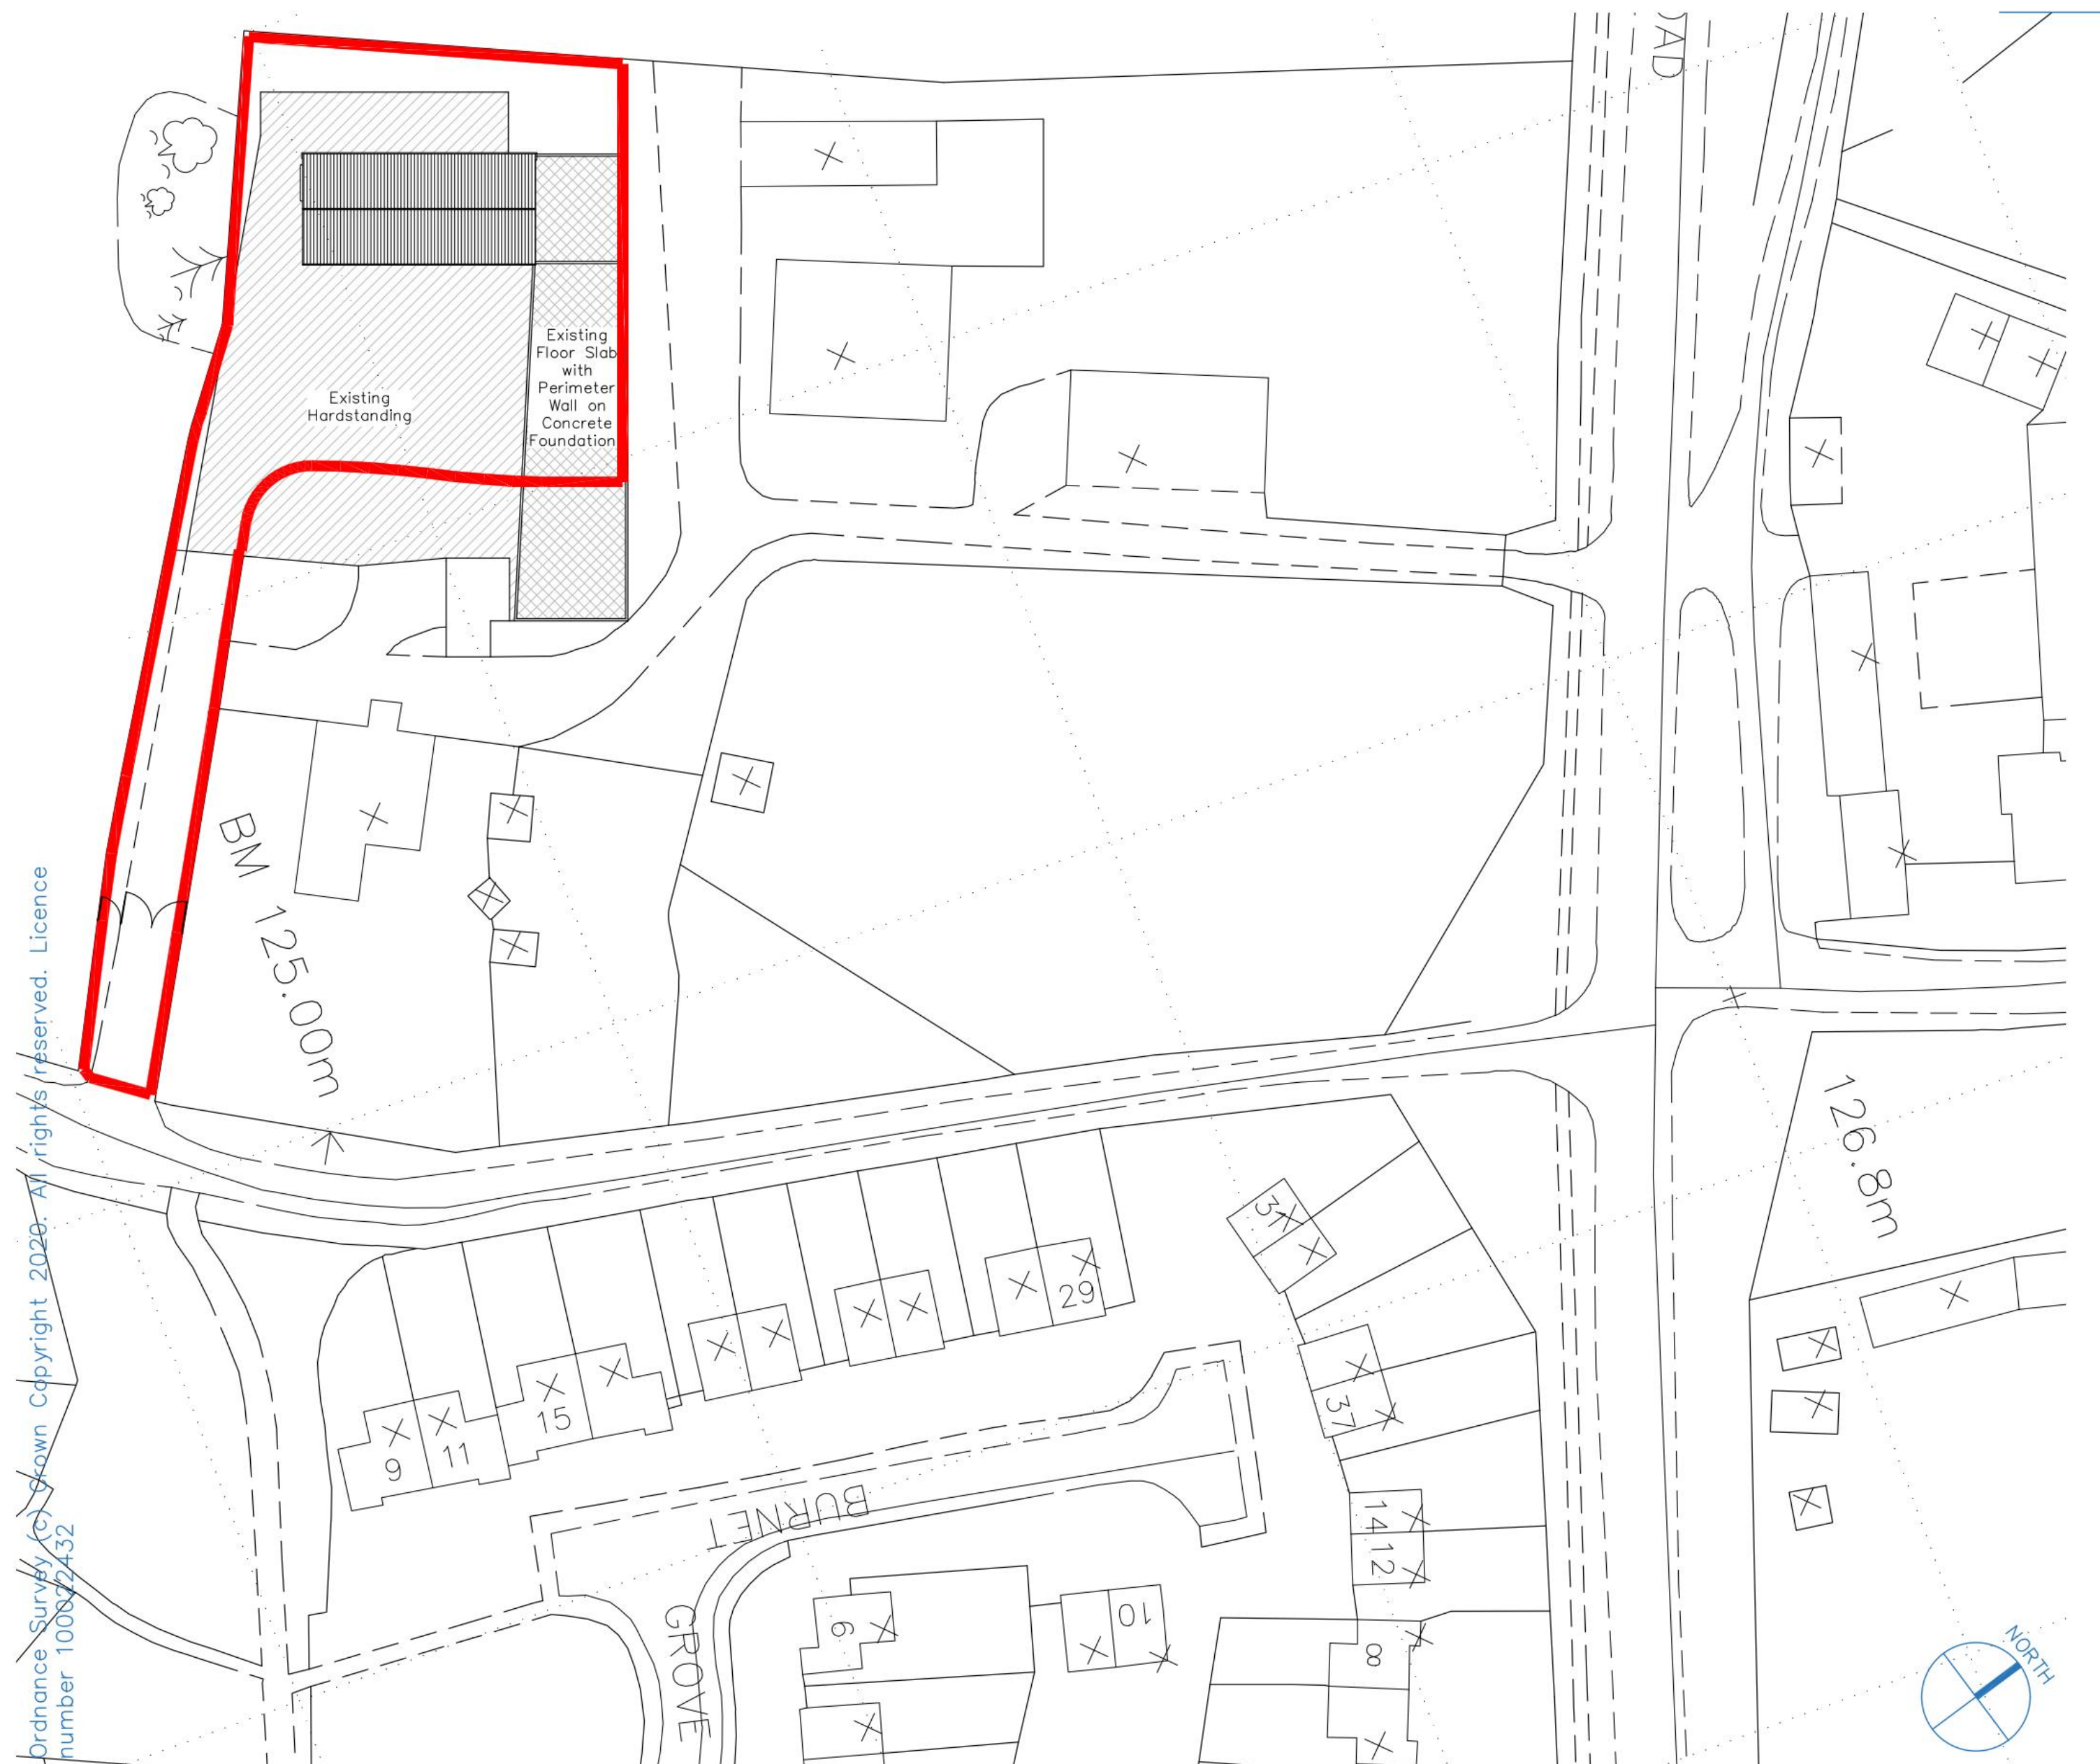 Existing
Floor Slab
with
Perimeter
Wall on
Concrete
Foundation
Existing
Hardstanding
BM 125.00m
126.8m
31
29
15
11
9
37
BURNET
GROVE
14
12
10
6
8
NORTH
Ordnance Survey (c) Crown Copyright 2020. All rights reserved. Licence
number 100022432